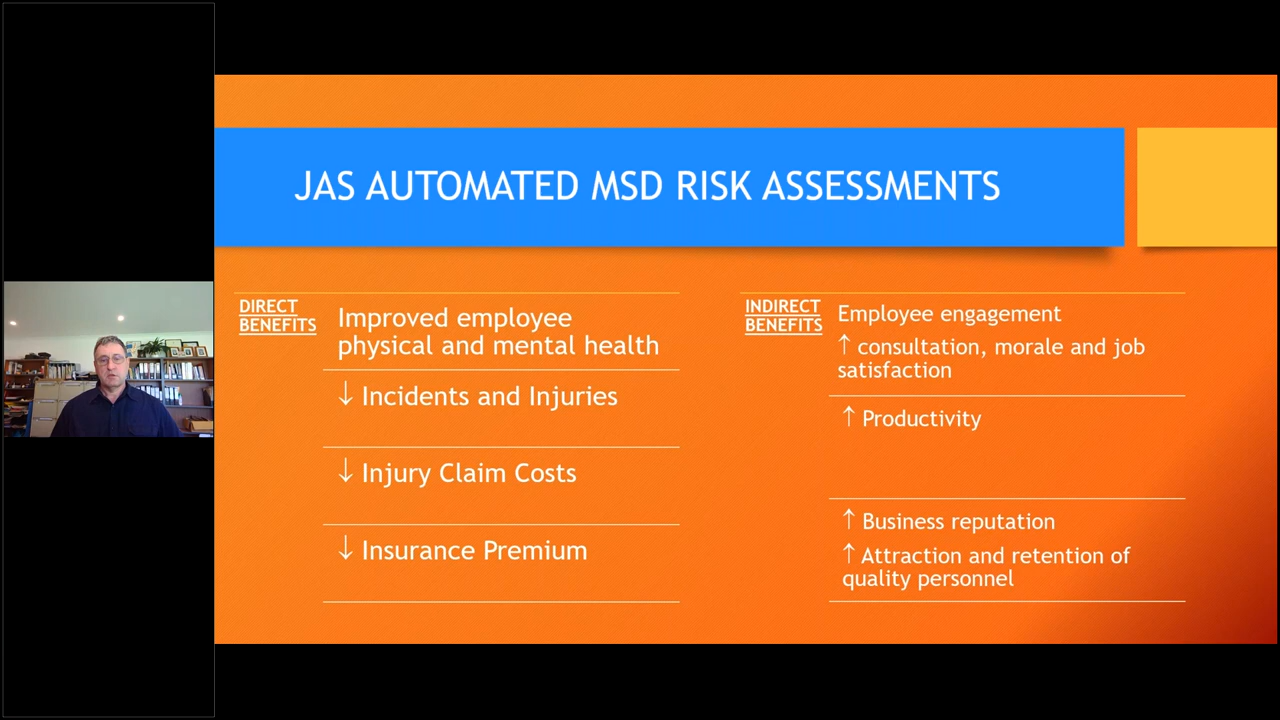 JAS AUTOMATED MSD RISK ASSESSMENTS
DIRECT
BENEFITS
Improved employee
physical and mental health
↓ Incidents and Injuries
↓ Injury Claim Costs
↓ Insurance Premium
INDIRECT
BENEFITS
Employee engagement
↑ consultation, morale and job
satisfaction
↑ Productivity
↑ Business reputation
↑ Attraction and retention of
quality personnel